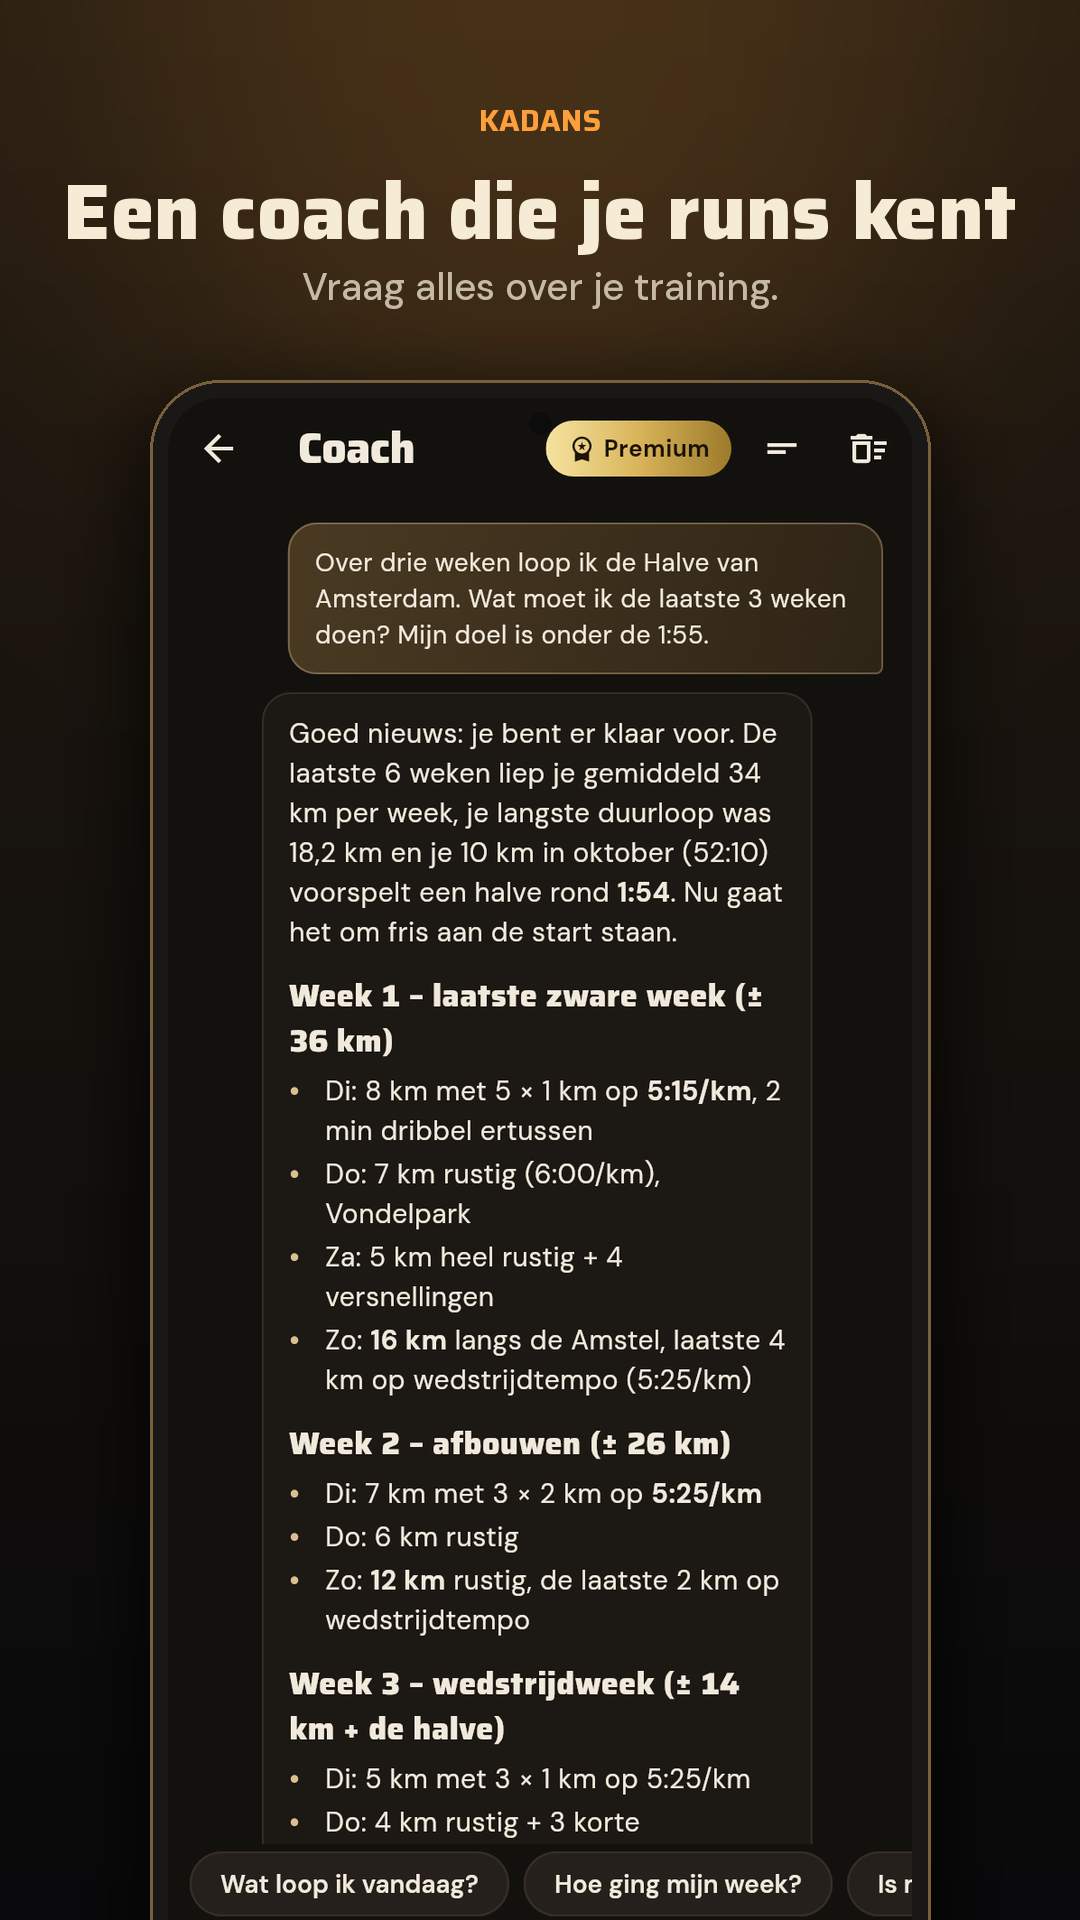 KADANS
Een coach die je runs kent
Vraag alles over je training.
Coach
Premium
Over drie weken loop ik de Halve van
Amsterdam. Wat moet ik de laatste 3 weken
doen? Mijn doel is onder de 1:55.
Goed nieuws: je bent er klaar voor. De
laatste 6 weken liep je gemiddeld 34
km per week, je langste duurloop was
18,2 km en je 10 km in oktober (52:10)
voorspelt een halve rond 1:54. Nu gaat
het om fris aan de start staan.
Week 1 – laatste zware week (±
36 km)
• Di: 8 km met 5 × 1 km op 5:15/km, 2
min dribbel ertussen
• Do: 7 km rustig (6:00/km),
Vondelpark
• Za: 5 km heel rustig + 4
versnellingen
• Zo: 16 km langs de Amstel, laatste 4
km op wedstrijdtempo (5:25/km)
Week 2 – afbouwen (± 26 km)
• Di: 7 km met 3 × 2 km op 5:25/km
• Do: 6 km rustig
• Zo: 12 km rustig, de laatste 2 km op
wedstrijdtempo
Week 3 – wedstrijdweek (± 14
km + de halve)
• Di: 5 km met 3 × 1 km op 5:25/km
• Do: 4 km rustig + 3 korte
Wat loop ik vandaag?
Hoe ging mijn week?
Is